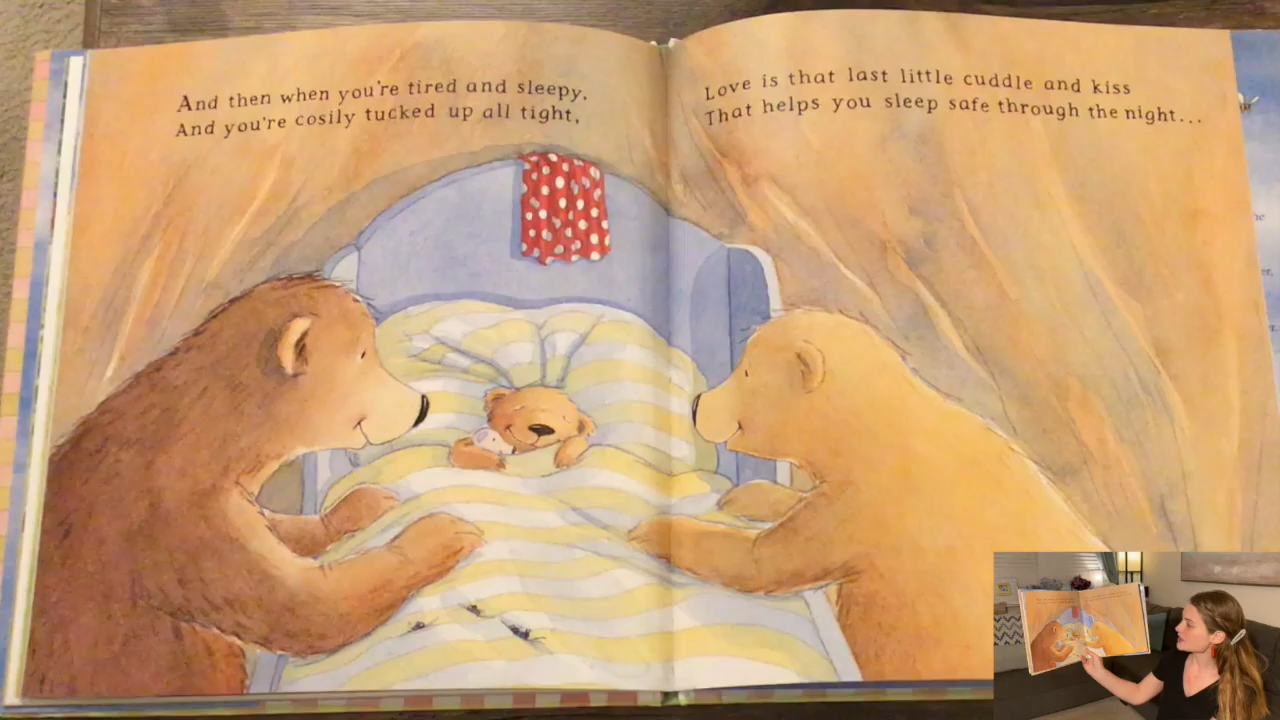 And then when you're tired and sleepy,
And you're cosily tucked up all tight,
Love is that last little cuddle and kiss
That helps you sleep safe through the night...